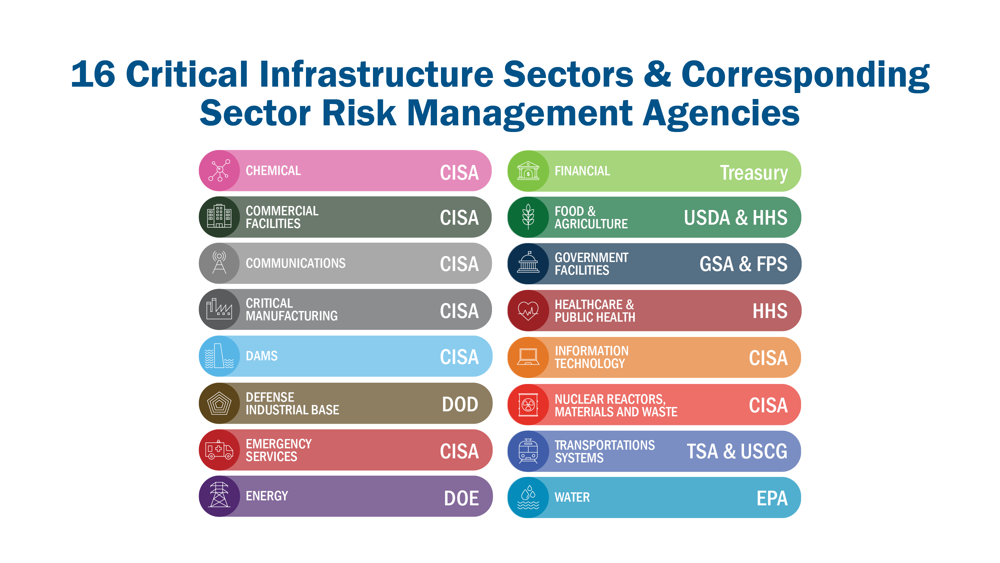 16 Critical Infrastructure Sectors & Corresponding
Sector Risk Management Agencies
CHEMICAL CISA
COMMERCIAL
FACILITIES
CISA
COMMUNICATIONS CISA
CRITICAL
MANUFACTURING
CISA
DAMS CISA
DEFENSE
INDUSTRIAL BASE
DOD
EMERGENCY
SERVICES
CISA
ENERGY DOE
FINANCIAL Treasury
FOOD &
AGRICULTURE
USDA & HHS
GOVERNMENT
FACILITIES
GSA & FPS
HEALTHCARE &
PUBLIC HEALTH
HHS
INFORMATION
TECHNOLOGY
CISA
NUCLEAR REACTORS,
MATERIALS AND WASTE
CISA
TRANSPORTATIONS
SYSTEMS
TSA & USCG
WATER EPA